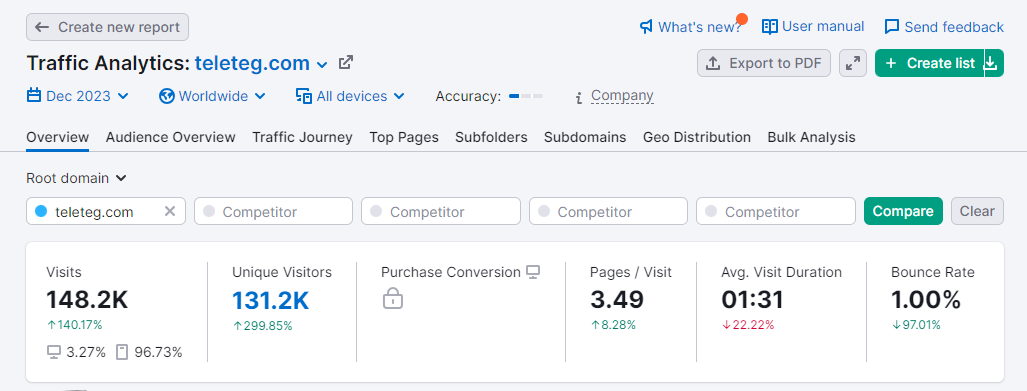 Create new report
What's new?
User manual
Send feedback
Traffic Analytics: teleteg.com
Export to PDF
+ Create list
Dec 2023
Worldwide
All devices
Accuracy:
i Company
Overview
Audience Overview
Traffic Journey
Top Pages
Subfolders
Subdomains
Geo Distribution
Bulk Analysis
Root domain
teleteg.com
Competitor
Competitor
Competitor
Competitor
Compare
Clear
Visits
148.2K
↑140.17%
3.27%
96.73%
Unique Visitors
131.2K
↑299.85%
Purchase Conversion
Pages / Visit
3.49
↑8.28%
Avg. Visit Duration
01:31
↓22.22%
Bounce Rate
1.00%
↓97.01%